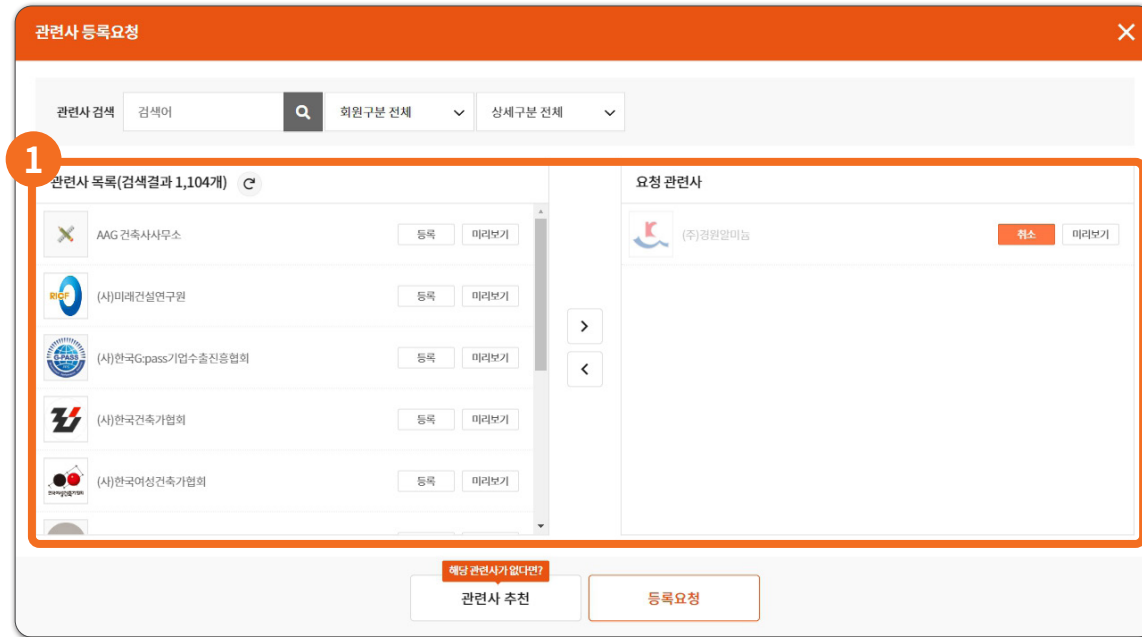 관련사 등록요청
관련사 검색 검색어 회원구분 전체 상세구분 전체
1
관련사 목록(검색결과 1,104개)
요청 관련사
AAG 건축사사무소 등록 미리보기
(주)경원알미늄 취소 미리보기
RICF (사)미래건설연구원 등록 미리보기
G-PASS (사)한국G:pass기업수출진흥협회 등록 미리보기
(사)한국건축가협회 등록 미리보기
(사)한국여성건축가협회 등록 미리보기
해당 관련사가 없다면?
관련사 추천 등록요청